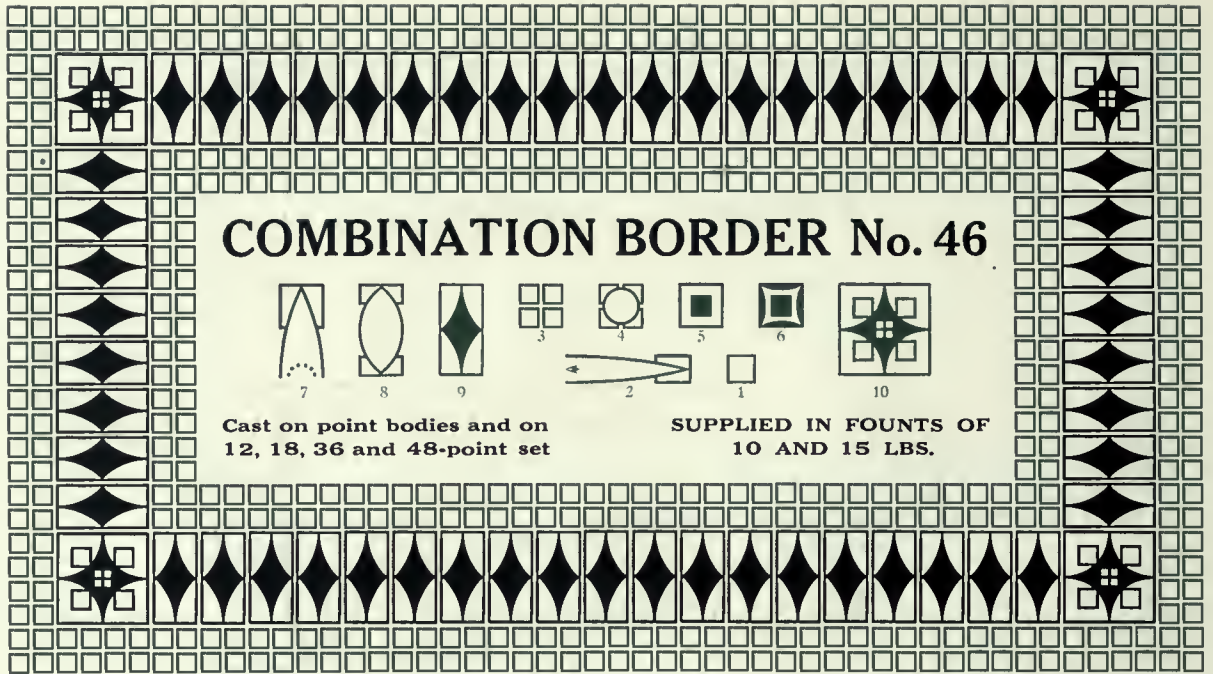 COMBINATION BORDER No. 46
3 4 5 6
7 8 9 2 1 10
Cast on point bodies and on
12, 18, 36 and 48-point set
SUPPLIED IN FOUNTS OF
10 AND 15 LBS.